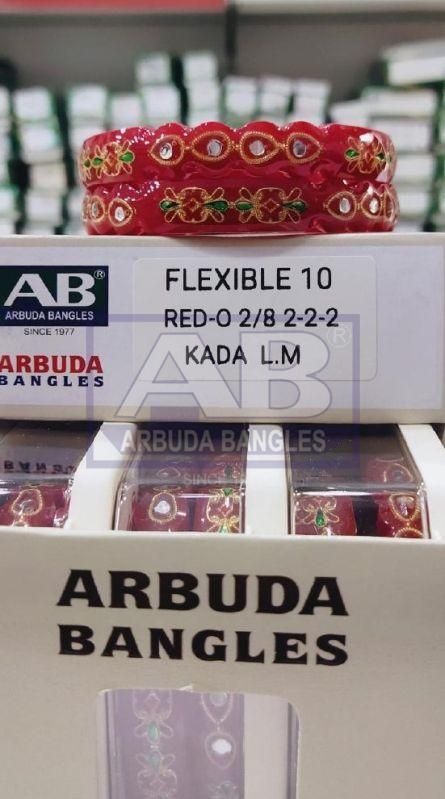 AB®
ARBUDA BANGLES
SINCE 1977
ARBUDA
BANGLES
FLEXIBLE 10
RED-O 2/8 2-2-2
KADA L.M
AB®
ARBUDA BANGLES
SINCE
ARBUDA
BANGLES